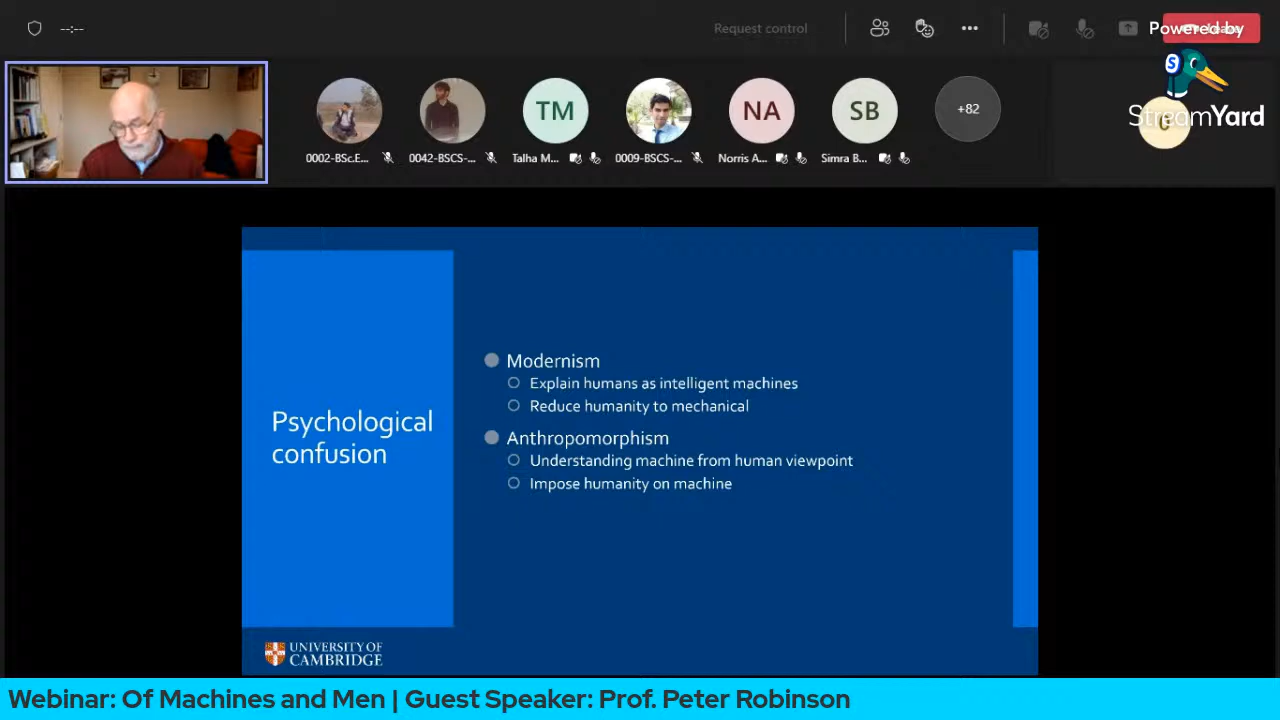 --:--
Request control
Powered by
StreamYard
TM
NA
SB
+82
0002-BSc.E...
0042-BSCS-...
Talha M...
0009-BSCS-...
Norris A...
Simra B...
Psychological
confusion
Modernism
Explain humans as intelligent machines
Reduce humanity to mechanical
Anthropomorphism
Understanding machine from human viewpoint
Impose humanity on machine
UNIVERSITY OF
CAMBRIDGE
Webinar: Of Machines and Men | Guest Speaker: Prof. Peter Robinson